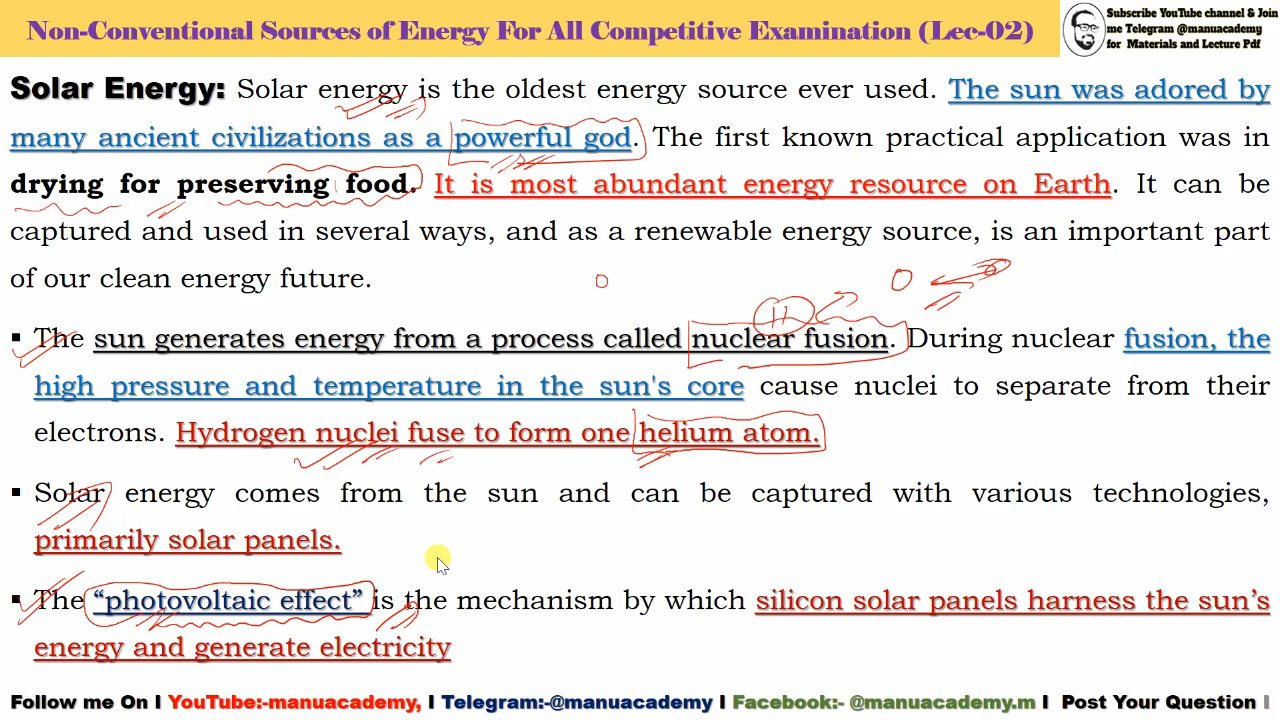 Non-Conventional Sources of Energy For All Competitive Examination (Lec-02)
Subscribe YouTube channel & Join
me Telegram @manuacademy
for Materials and Lecture Pdf
Solar Energy: Solar energy is the oldest energy source ever used. The sun was adored by
many ancient civilizations as a powerful god. The first known practical application was in
drying for preserving food. It is most abundant energy resource on Earth. It can be
captured and used in several ways, and as a renewable energy source, is an important part
of our clean energy future.
▪ The sun generates energy from a process called nuclear fusion. During nuclear fusion, the
high pressure and temperature in the sun's core cause nuclei to separate from their
electrons. Hydrogen nuclei fuse to form one helium atom.
▪ Solar energy comes from the sun and can be captured with various technologies,
primarily solar panels.
▪ The “photovoltaic effect” is the mechanism by which silicon solar panels harness the sun’s
energy and generate electricity
Follow me On I YouTube:-manuacademy, I Telegram:-@manuacademy I Facebook:- @manuacademy.m I Post Your Question I